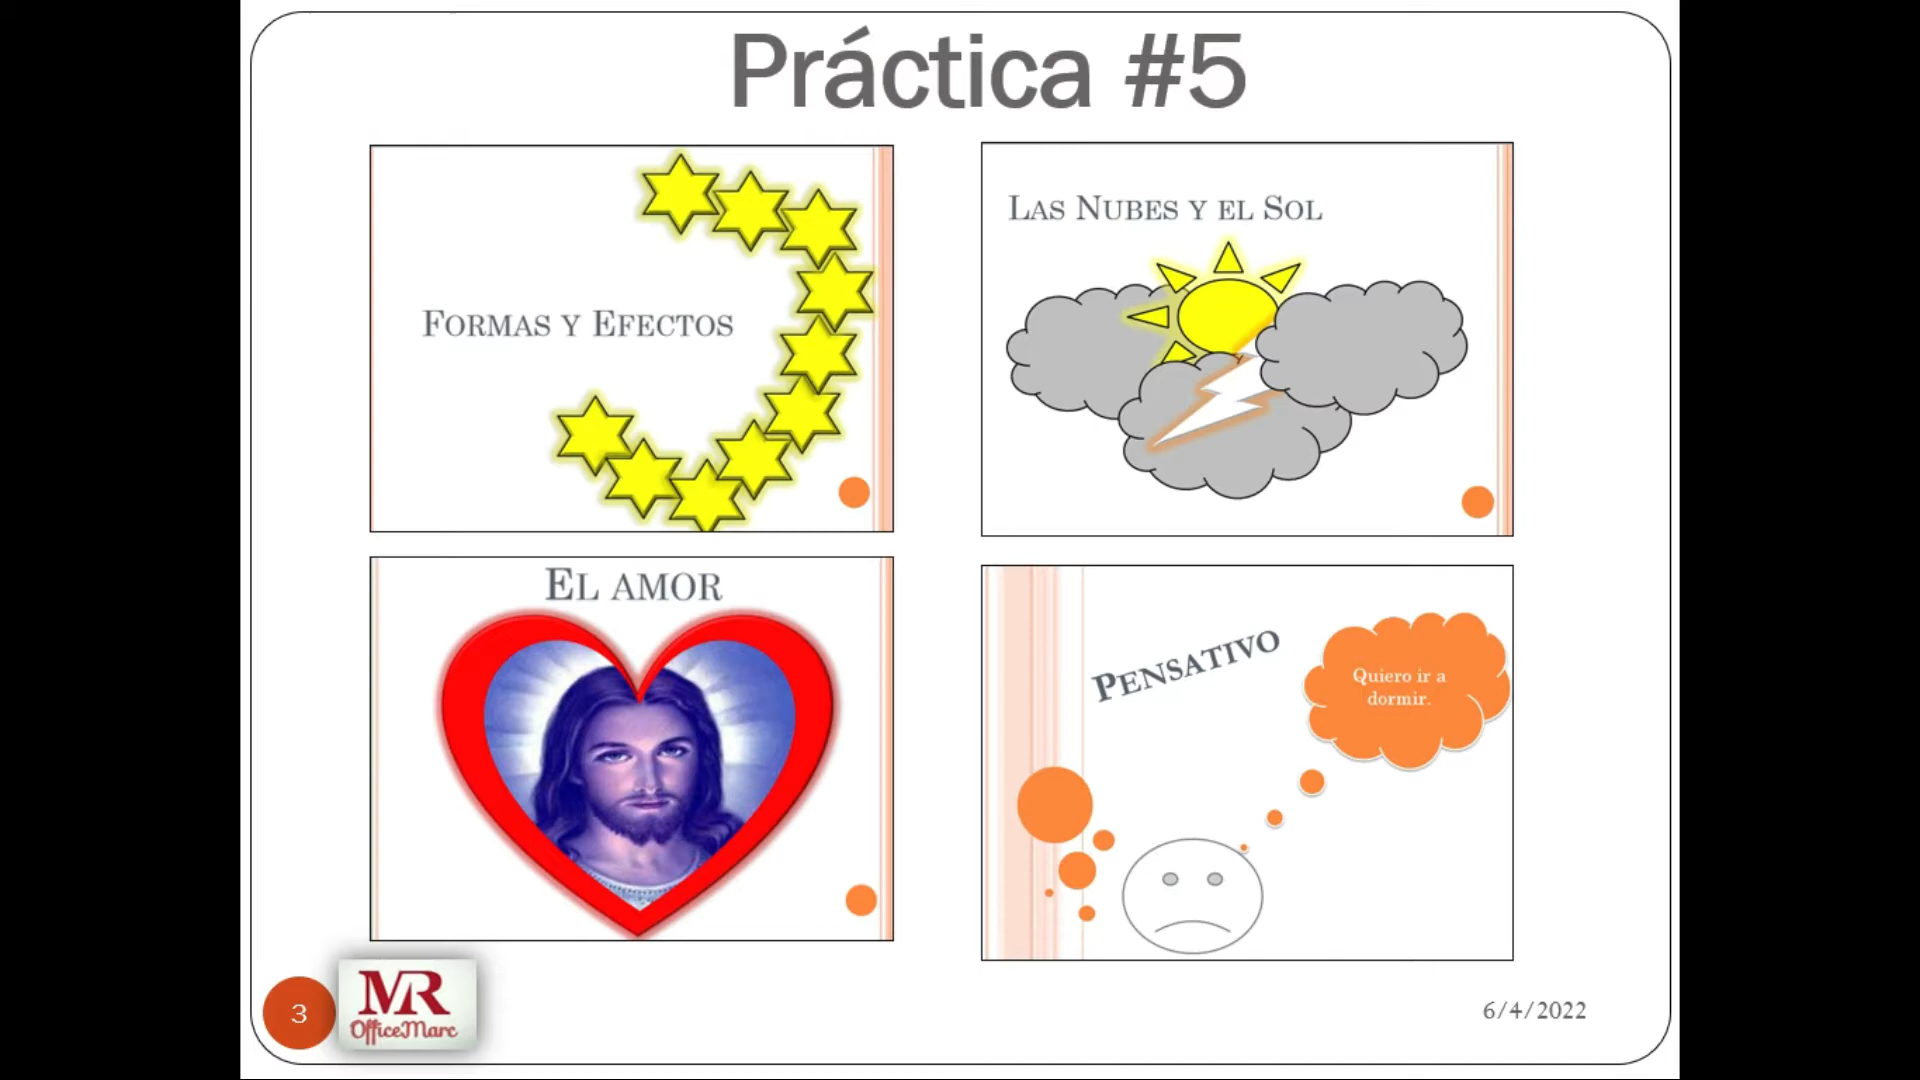 Práctica #5
FORMAS Y EFECTOS
LAS NUBES Y EL SOL
EL AMOR
PENSATIVO
Quiero ir a
dormir.
3
MR
OfficeMarc
6/4/2022